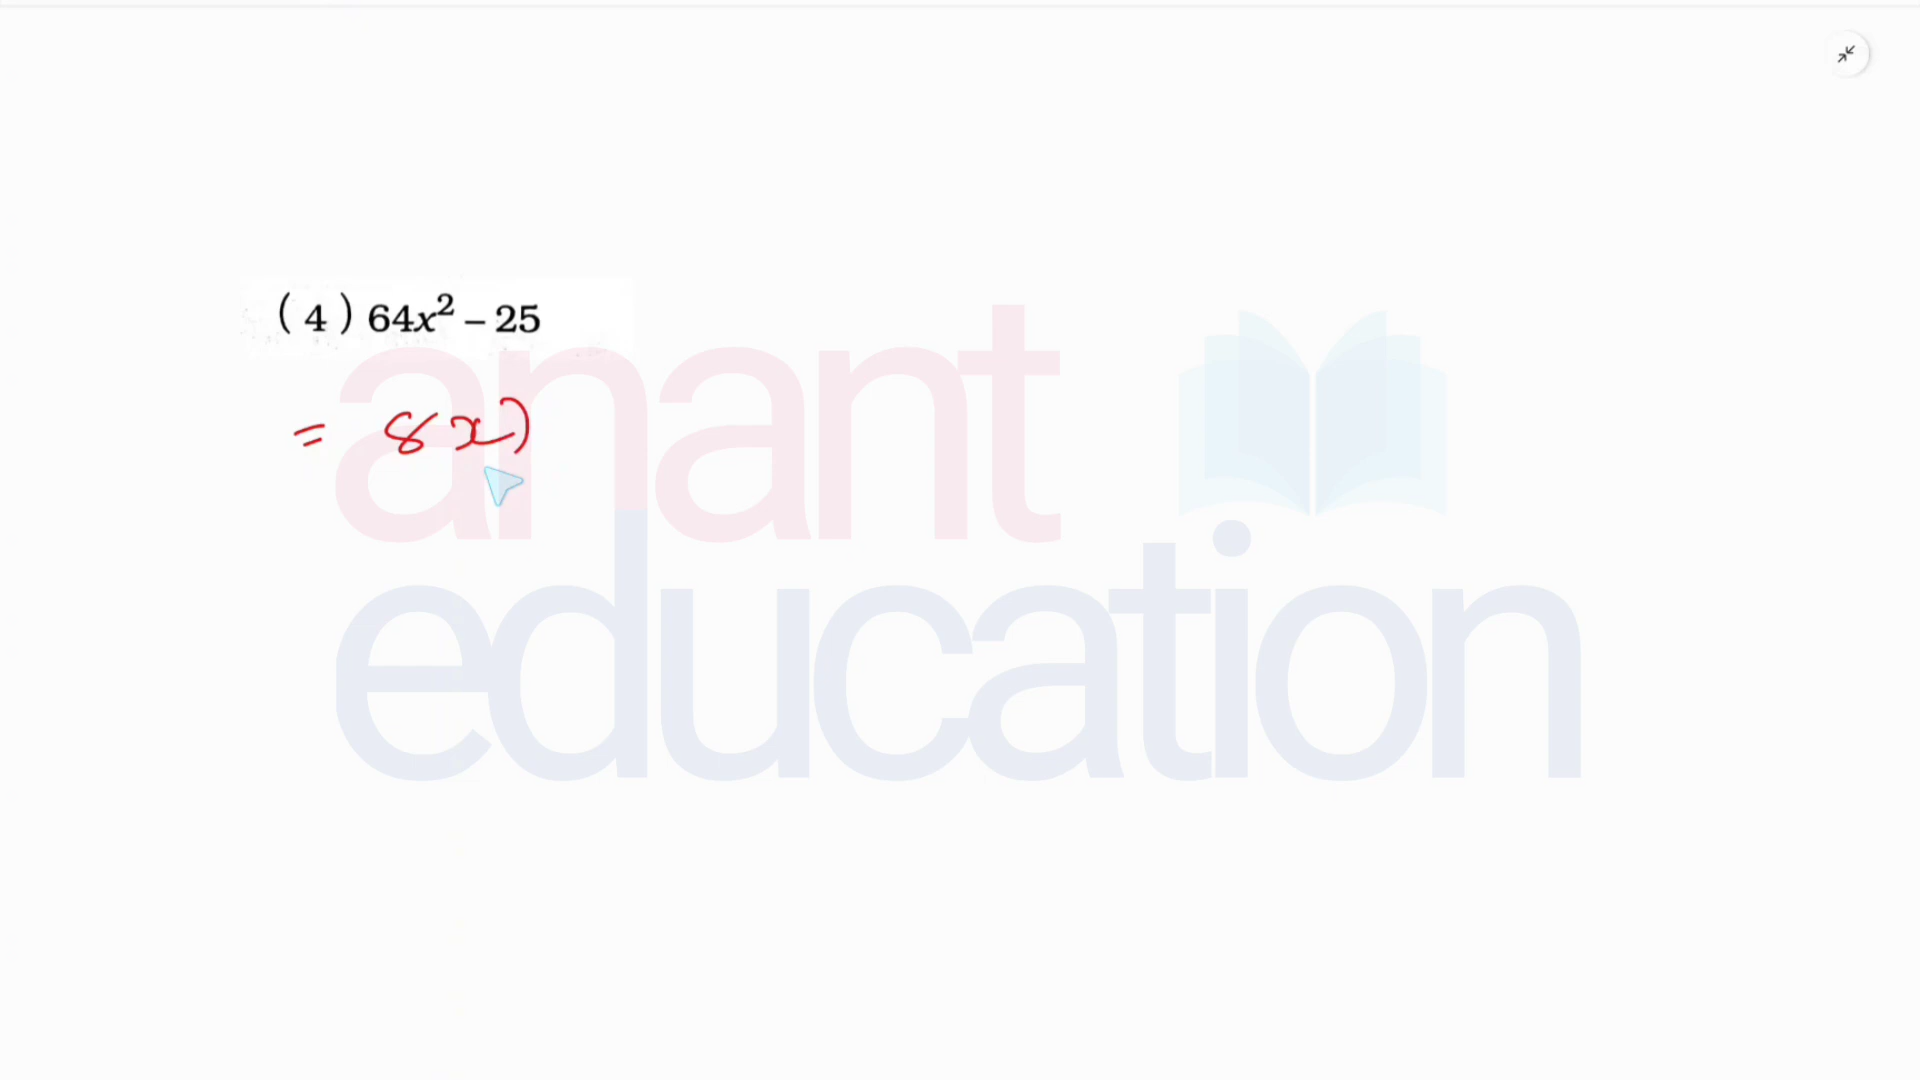 ( 4 ) 64x² – 25
= 8x)
anant
education